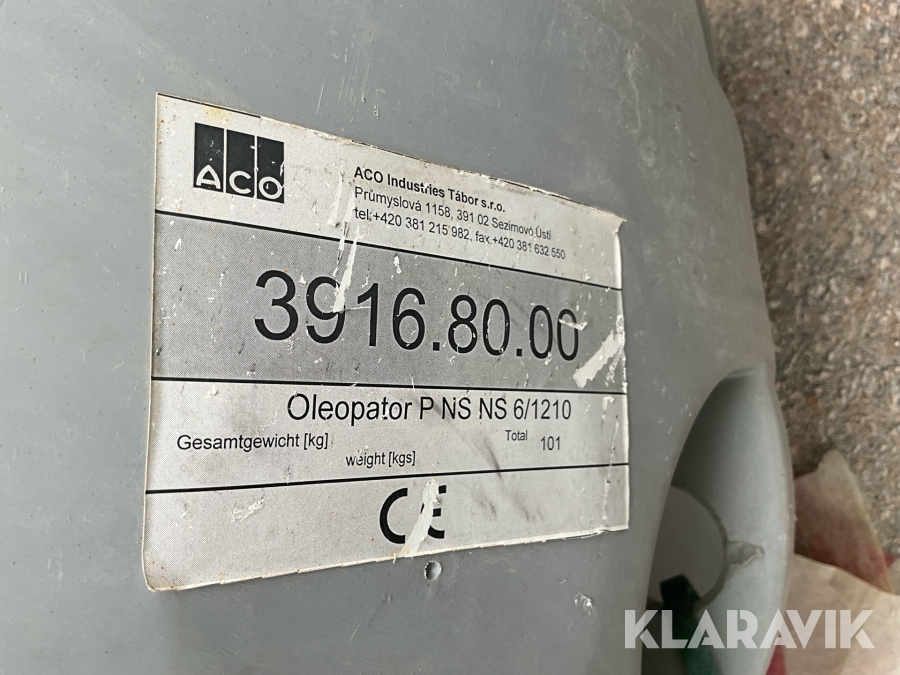 ACO
ACO Industries Tábor s.r.o.
Průmyslová 1158, 391 02 Sezimovo Ústí
tel:+420 381 215 982, fax.+420 381 632 550
3916.80.00
Oleopator P NS NS 6/1210
Gesamtgewicht [kg] Total 101
weight [kgs]
CE
KLARAVIK